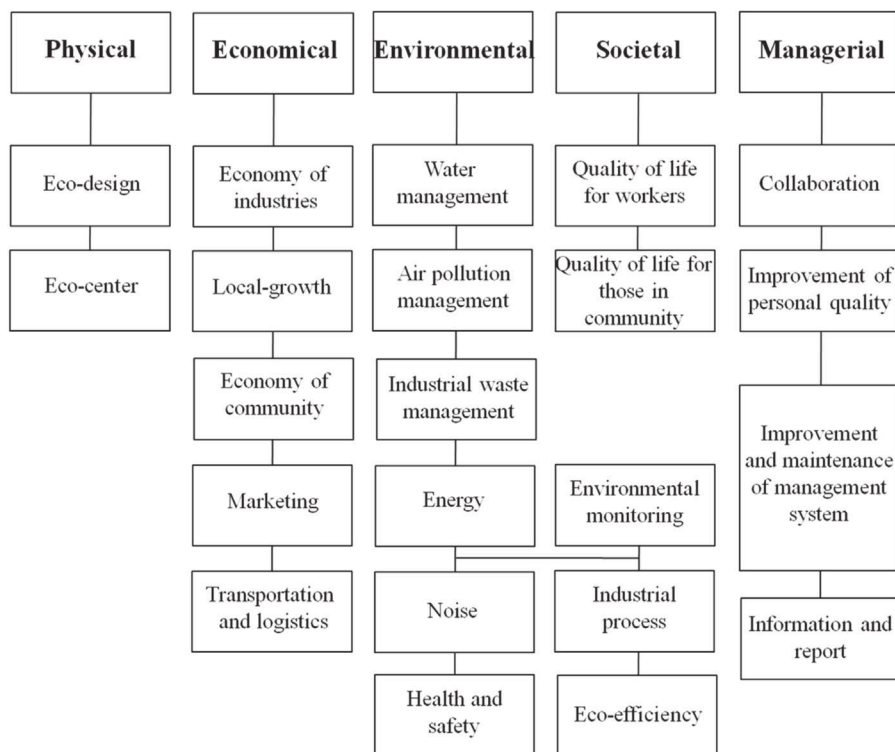 Physical
Economical
Environmental
Societal
Managerial
Eco-design
Economy of
industries
Water
management
Quality of life
for workers
Collaboration
Eco-center
Local-growth
Air pollution
management
Quality of life for
those in
community
Improvement of
personal quality
Economy of
community
Industrial waste
management
Improvement
and maintenance
of management
system
Marketing
Energy
Environmental
monitoring
Transportation
and logistics
Noise
Industrial
process
Information and
report
Health and
safety
Eco-efficiency